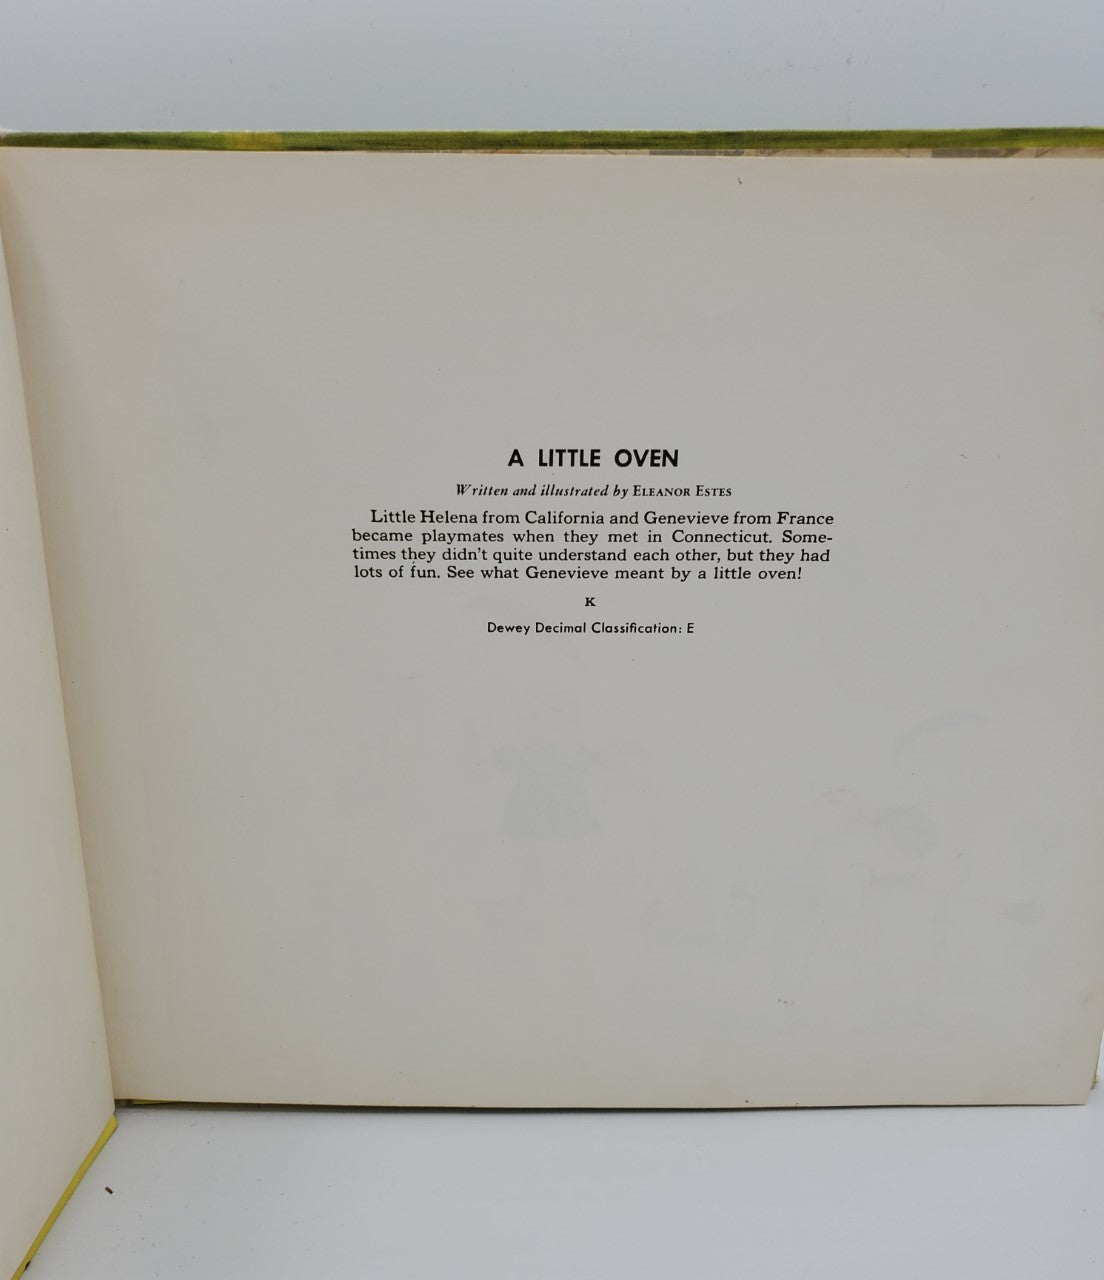 A LITTLE OVEN
Written and illustrated by ELEANOR ESTES
Little Helena from California and Genevieve from France
became playmates when they met in Connecticut. Some-
times they didn't quite understand each other, but they had
lots of fun. See what Genevieve meant by a little oven!
K
Dewey Decimal Classification: E